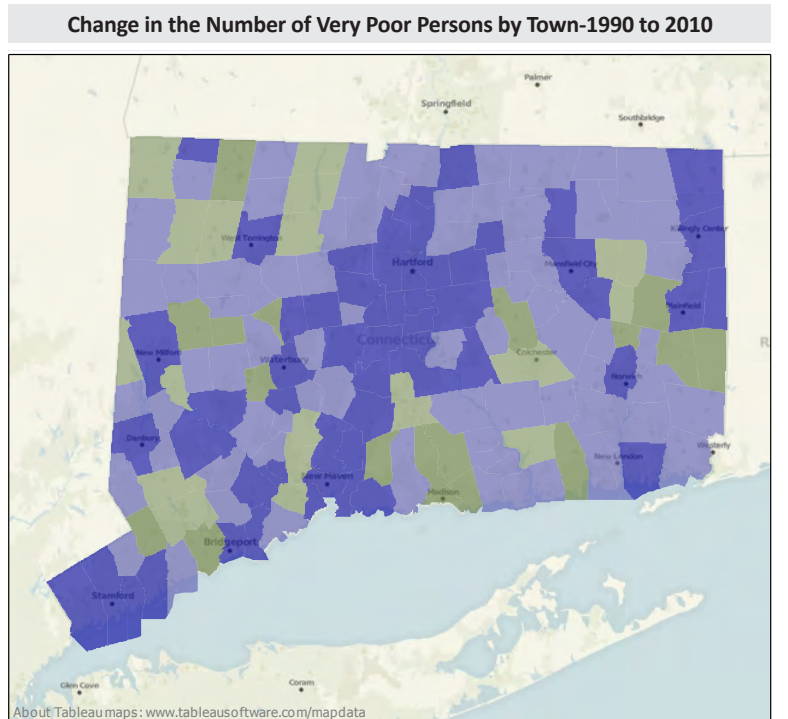 Change in the Number of Very Poor Persons by Town-1990 to 2010
Palmer
Springfield
Southbridge
West Torrington
Killingly Center
Hartford
Mansfield City
Plainfield
Connecticut
R
New Milford
Waterbury
Colchester
Norwich
Danbury
Westerly
New London
New Haven
Madison
Bridgeport
Stamford
Glen Cove
Coram
About Tableau maps: www.tableausoftware.com/mapdata